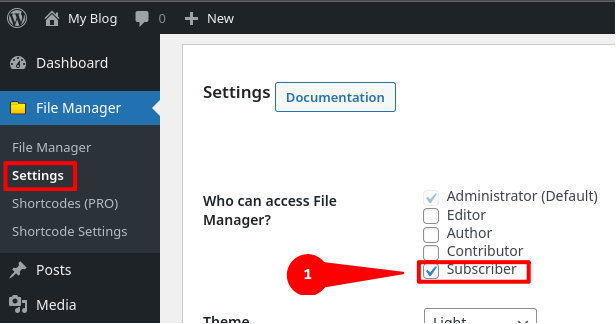 My Blog 0 New
Dashboard
File Manager
File Manager
Settings
Shortcodes (PRO)
Shortcode Settings
Posts
Media
Settings Documentation
Who can access File
Manager?
Administrator (Default)
Editor
Author
Contributor
Subscriber
1
Theme
Light